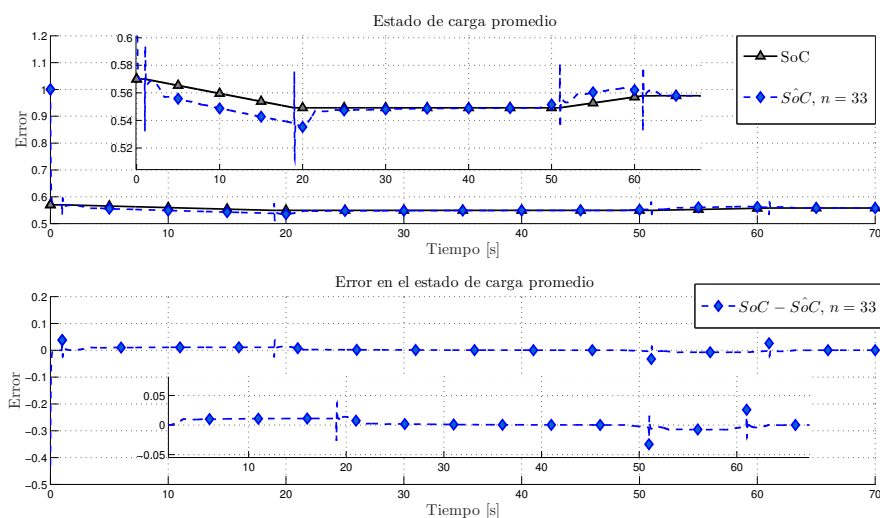 Estado de carga promedio
1.2
1.1
1
0.9
0.8
0.7
0.6
0.5
Error
0.6
0.58
0.56
0.54
0.52
0 10 20 30 40 50 60
SoC
SôC, n = 33
0 10 20 30 40 50 60 70
Tiempo [s]
Error en el estado de carga promedio
0.2
0.1
0
−0.1
−0.2
−0.3
−0.4
−0.5
Error
SoC − SôC, n = 33
0.05
0
−0.05
10 20 30 40 50 60
0 10 20 30 40 50 60 70
Tiempo [s]